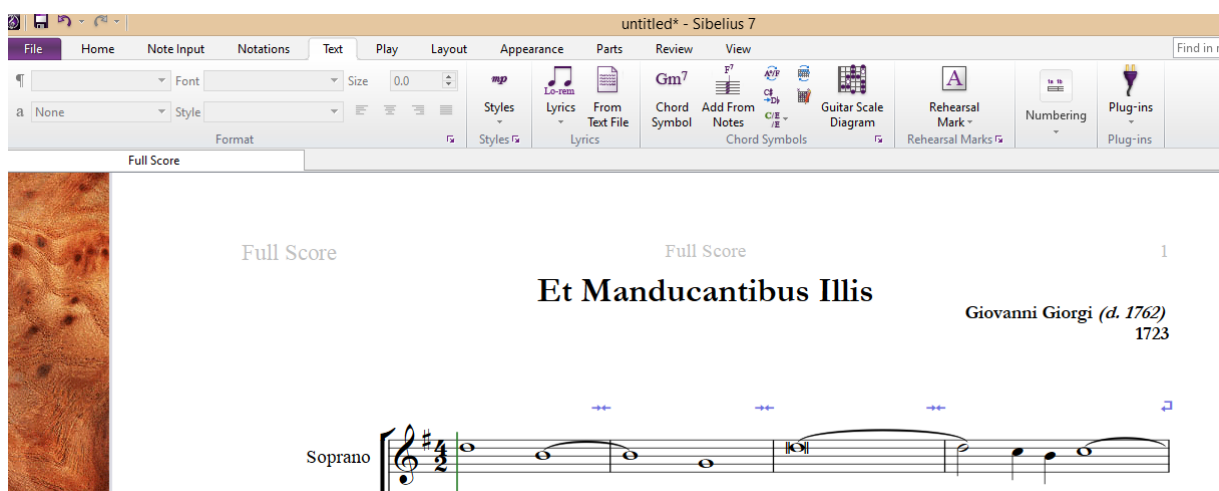 untitled* - Sibelius 7
File Home Note Input Notations Text Play Layout Appearance Parts Review View Find in
¶ Font Size 0.0 mp Lo-rem Gm7 F7 A
a None Style Styles Lyrics From Text File Chord Symbol Add From Notes Guitar Scale Diagram Rehearsal Mark Numbering Plug-ins
Format Styles Lyrics Chord Symbols Rehearsal Marks Plug-ins
Full Score
Full Score Full Score 1
Et Manducantibus Illis
Giovanni Giorgi (d. 1762)
1723
Soprano 4
2